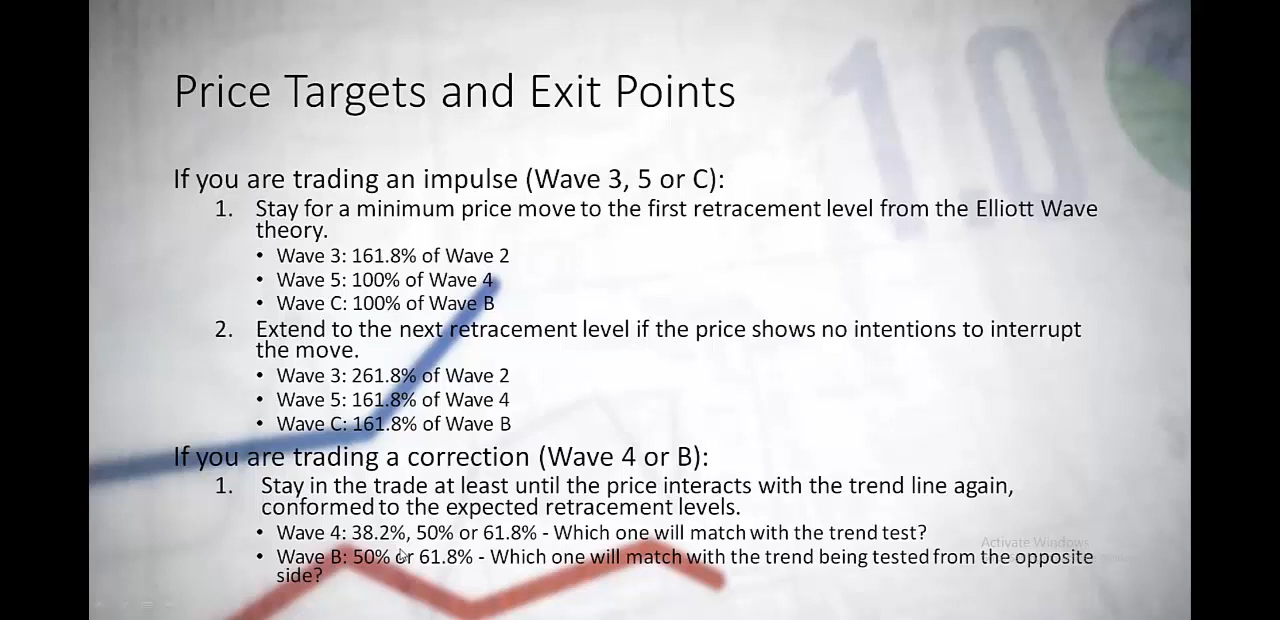 1.0
Price Targets and Exit Points
If you are trading an impulse (Wave 3, 5 or C):
1. Stay for a minimum price move to the first retracement level from the Elliott Wave
theory.
• Wave 3: 161.8% of Wave 2
• Wave 5: 100% of Wave 4
• Wave C: 100% of Wave B
2. Extend to the next retracement level if the price shows no intentions to interrupt
the move.
• Wave 3: 261.8% of Wave 2
• Wave 5: 161.8% of Wave 4
• Wave C: 161.8% of Wave B
If you are trading a correction (Wave 4 or B):
1. Stay in the trade at least until the price interacts with the trend line again,
conformed to the expected retracement levels.
• Wave 4: 38.2%, 50% or 61.8% - Which one will match with the trend test?
Activate Windows
• Wave B: 50% or 61.8% - Which one will match with the trend being tested from the opposite
side?